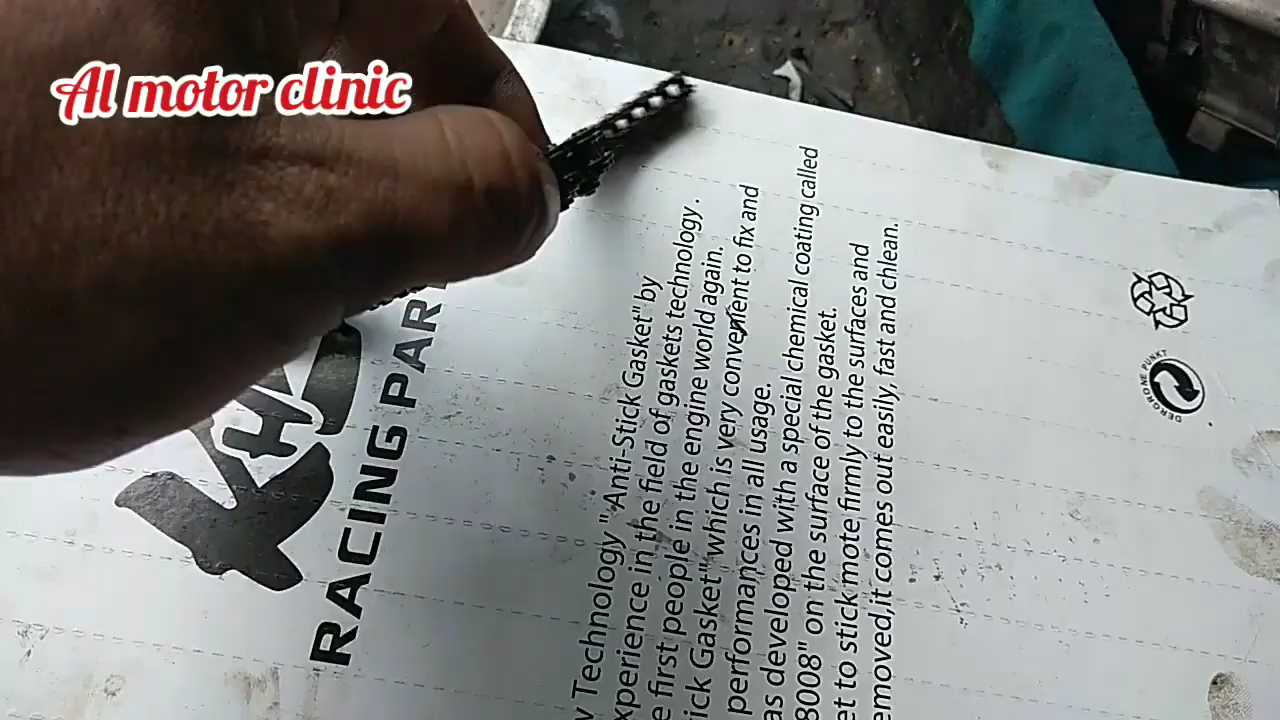 Al motor clinic
RACING PAR
Technology "Anti-Stick Gasket" by
xperience in the field of gaskets technology.
e first people in the engine world again.
ick Gasket" which is very convenient to fix and
performances in all usage.
as developed with a special chemical coating called
8008" on the surface of the gasket.
et to stick mote firmly to the surfaces and
emoved,it comes out easily, fast and chlean.
DERGRONE PUNKT